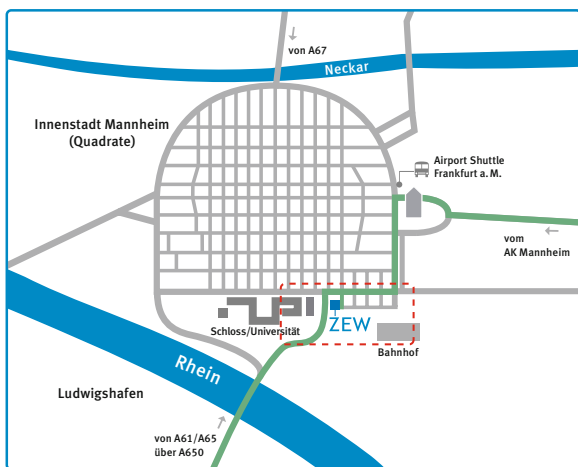 von A67
Neckar
Innenstadt Mannheim
(Quadrate)
Airport Shuttle
Frankfurt a. M.
vom
AK Mannheim
ZEW
Schloss/Universität
Bahnhof
Rhein
Ludwigshafen
von A61/A65
über A650